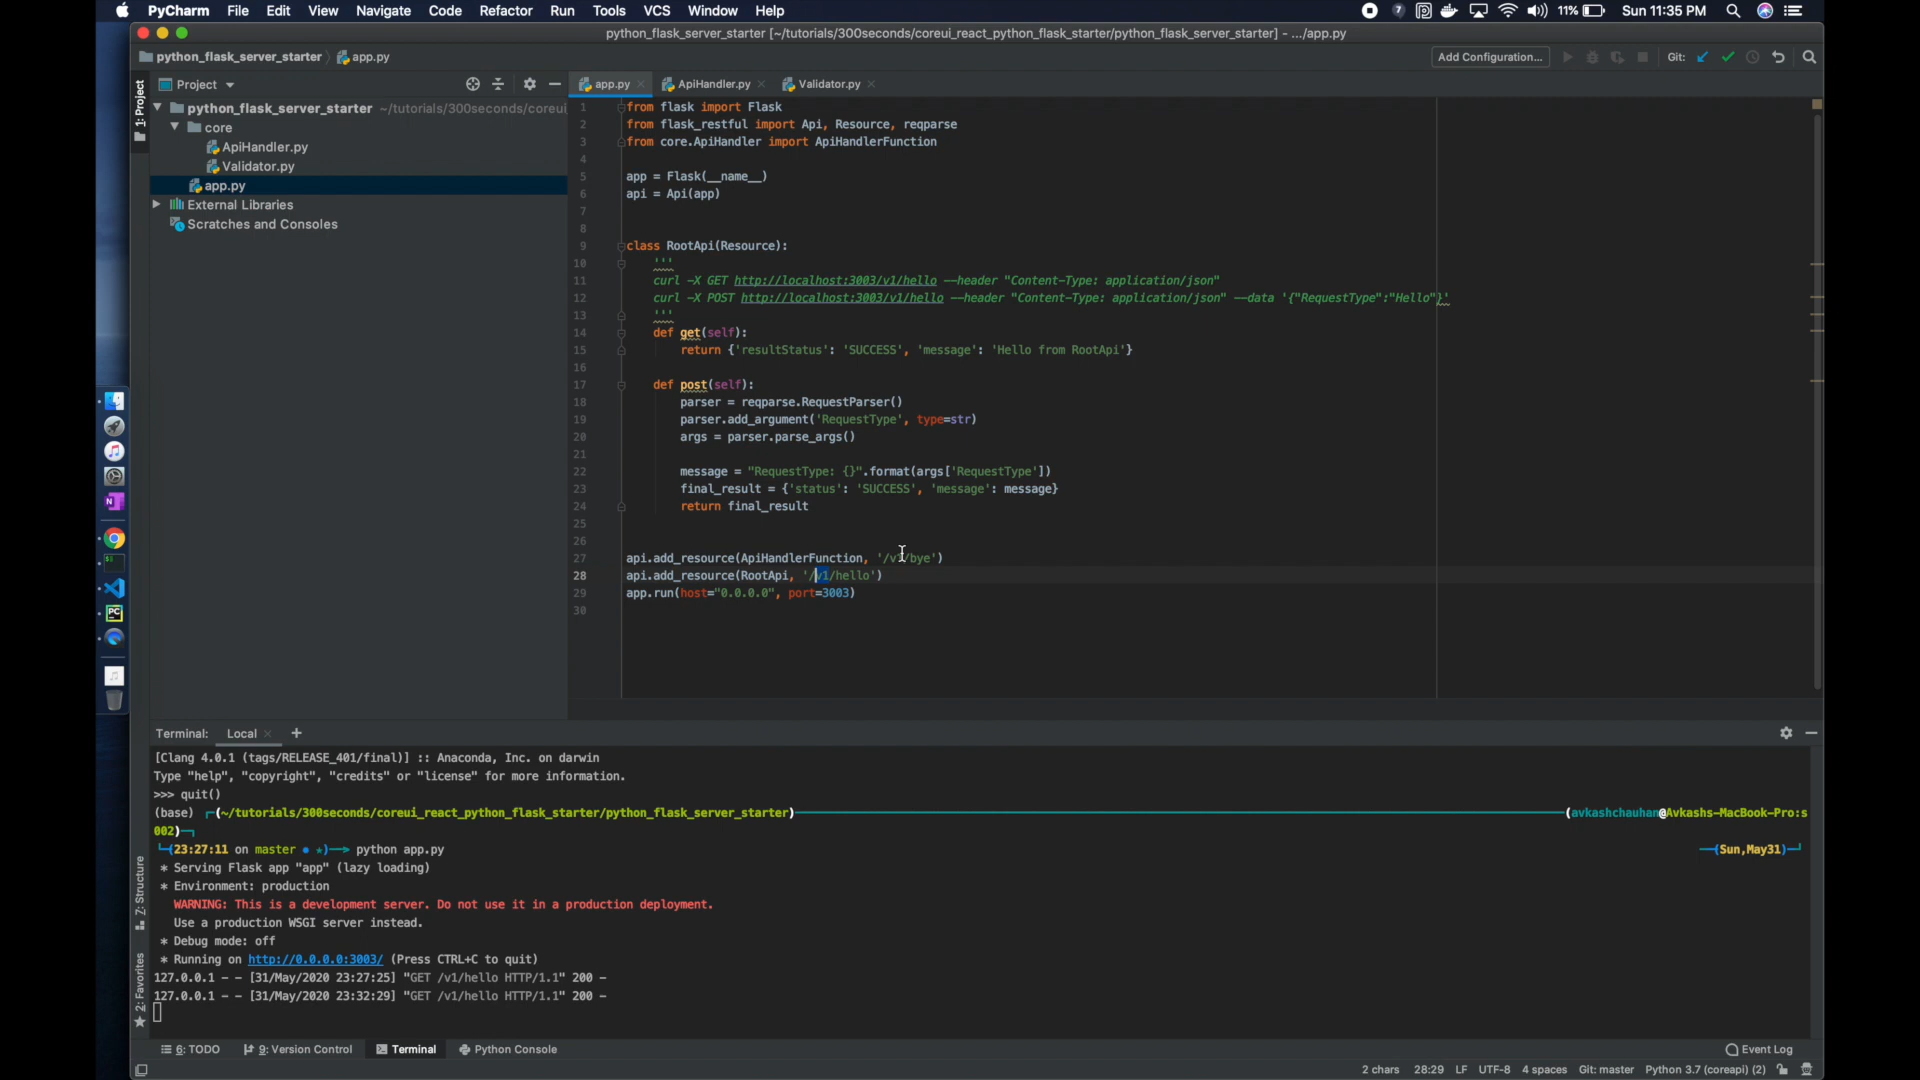 PyCharm File Edit View Navigate Code Refactor Run Tools VCS Window Help
7 11% Sun 11:35 PM
python_flask_server_starter [~/tutorials/300seconds/coreui_react_python_flask_starter/python_flask_server_starter] - .../app.py
python_flask_server_starter app.py
Add Configuration... Git:
Project
app.py ApiHandler.py Validator.py
1: Project
python_flask_server_starter ~/tutorials/300seconds/coreui
core
ApiHandler.py
Validator.py
app.py
External Libraries
Scratches and Consoles
1 from flask import Flask
2 from flask_restful import Api, Resource, reqparse
3 from core.ApiHandler import ApiHandlerFunction
4
5 app = Flask(__name__)
6 api = Api(app)
7
8
9 class RootApi(Resource):
10 '''
11 curl -X GET http://localhost:3003/v1/hello --header "Content-Type: application/json"
12 curl -X POST http://localhost:3003/v1/hello --header "Content-Type: application/json" --data '{"RequestType":"Hello"}'
13 '''
14 def get(self):
15 return {'resultStatus': 'SUCCESS', 'message': 'Hello from RootApi'}
16
17 def post(self):
18 parser = reqparse.RequestParser()
19 parser.add_argument('RequestType', type=str)
20 args = parser.parse_args()
21
22 message = "RequestType: {}".format(args['RequestType'])
23 final_result = {'status': 'SUCCESS', 'message': message}
24 return final_result
25
26
27 api.add_resource(ApiHandlerFunction, '/v1/bye')
28 api.add_resource(RootApi, '/v1/hello')
29 app.run(host="0.0.0.0", port=3003)
30
Terminal: Local
[Clang 4.0.1 (tags/RELEASE_401/final)] :: Anaconda, Inc. on darwin
Type "help", "copyright", "credits" or "license" for more information.
>>> quit()
(base) (~/tutorials/300seconds/coreui_react_python_flask_starter/python_flask_server_starter) (avkashchauhan@Avkashs-MacBook-Pro:s
002)
(23:27:11 on master ● ✭) python app.py (Sun,May31)
* Serving Flask app "app" (lazy loading)
* Environment: production
WARNING: This is a development server. Do not use it in a production deployment.
Use a production WSGI server instead.
* Debug mode: off
* Running on http://0.0.0.0:3003/ (Press CTRL+C to quit)
127.0.0.1 - - [31/May/2020 23:27:25] "GET /v1/hello HTTP/1.1" 200 -
127.0.0.1 - - [31/May/2020 23:32:29] "GET /v1/hello HTTP/1.1" 200 -
Z: Structure
2: Favorites
6: TODO 9: Version Control Terminal Python Console Event Log
2 chars 28:29 LF UTF-8 4 spaces Git: master Python 3.7 (coreapi) (2)